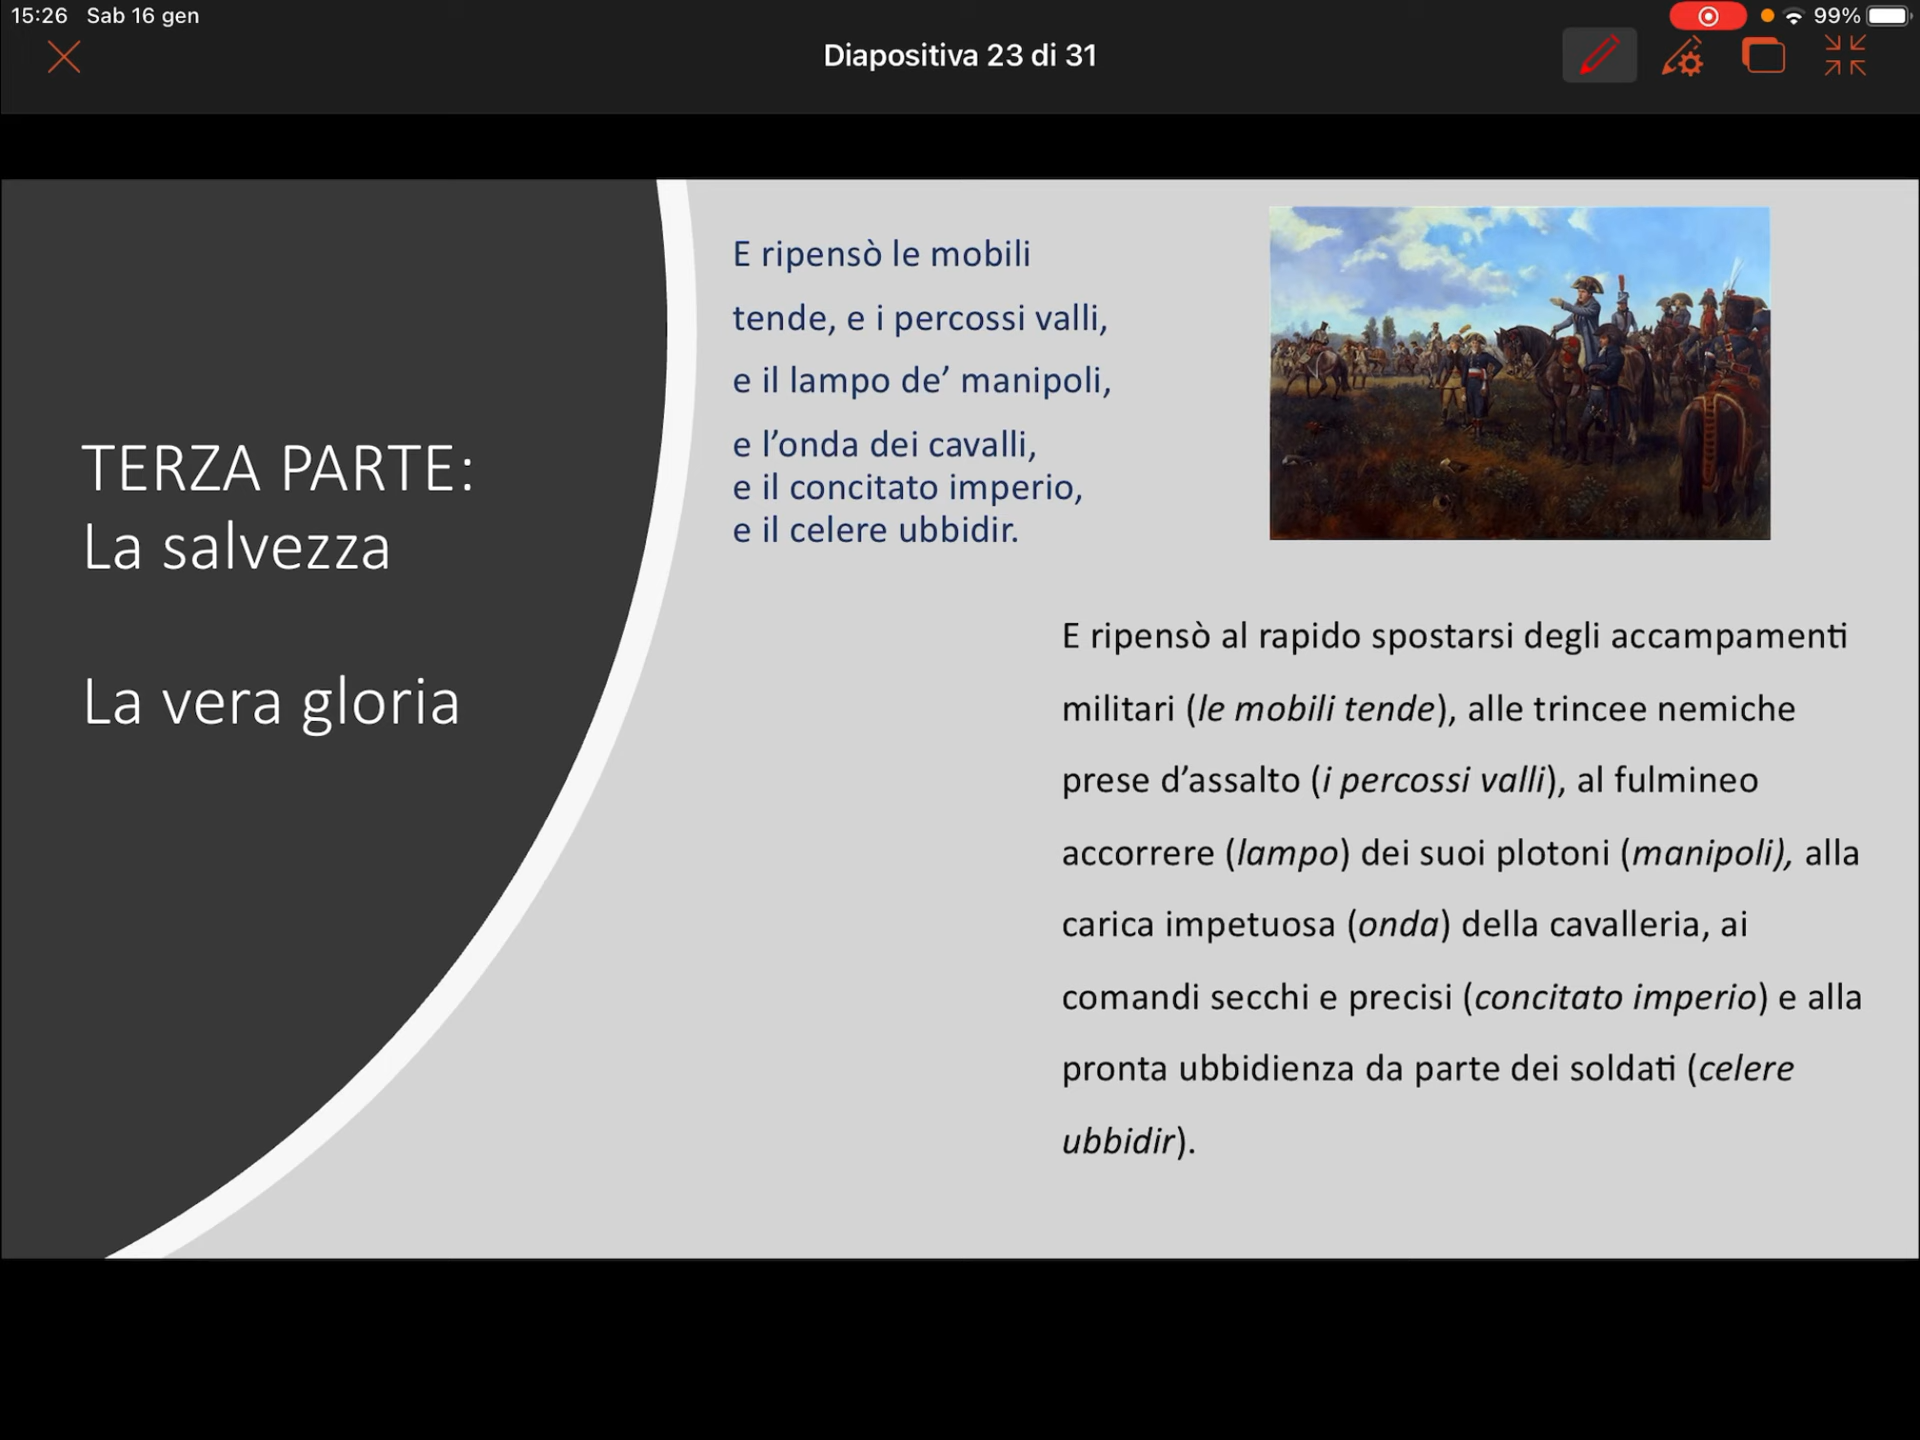 15:26 Sab 16 gen
99%
Diapositiva 23 di 31
TERZA PARTE:
La salvezza
La vera gloria
E ripensò le mobili
tende, e i percossi valli,
e il lampo de’ manipoli,
e l’onda dei cavalli,
e il concitato imperio,
e il celere ubbidir.
E ripensò al rapido spostarsi degli accampamenti
militari (le mobili tende), alle trincee nemiche
prese d’assalto (i percossi valli), al fulmineo
accorrere (lampo) dei suoi plotoni (manipoli), alla
carica impetuosa (onda) della cavalleria, ai
comandi secchi e precisi (concitato imperio) e alla
pronta ubbidienza da parte dei soldati (celere
ubbidir).